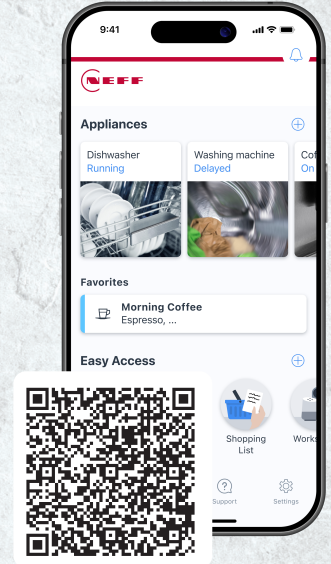 9:41
NEFF
Appliances
Dishwasher
Running
Washing machine
Delayed
Cof
On
Favorites
Morning Coffee
Espresso, ...
Easy Access
Shopping
List
Works
Support
Settings